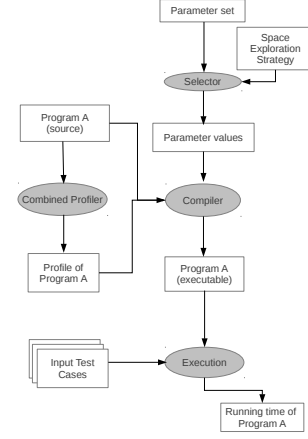 Parameter set
Space
Exploration
Strategy
Selector
Program A
(source)
Parameter values
Combined Profiler
Compiler
Profile of
Program A
Program A
(executable)
Input Test
Cases
Execution
Running time of
Program A